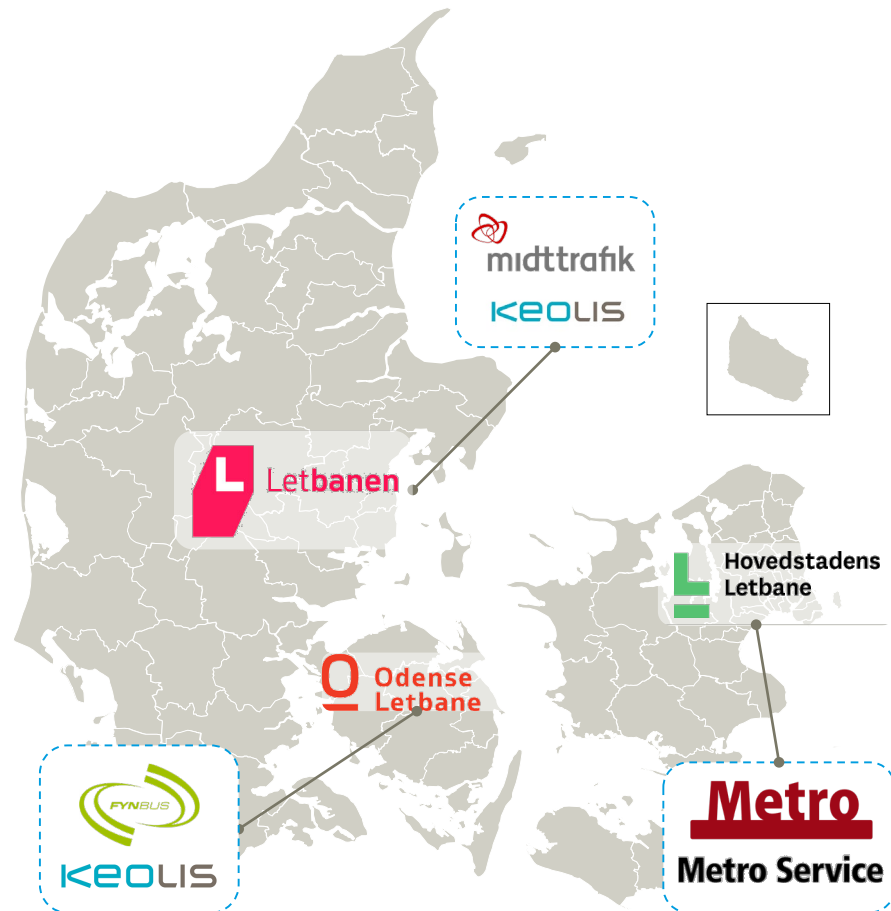 midttrafik
Keolis
L
Letbanen
Hovedstadens
Letbane
Odense
Letbane
FYNBUS
Keolis
Metro
Metro Service